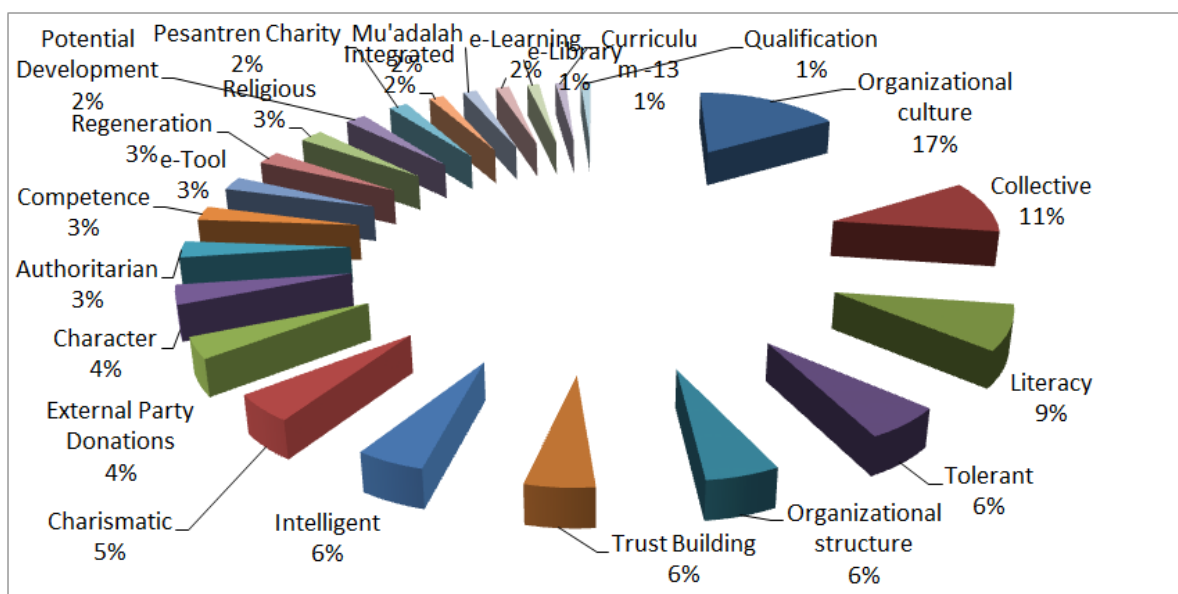 Organizational
culture
17%
Collective
11%
Literacy
9%
Tolerant
6%
Organizational
structure
6%
Trust Building
6%
Intelligent
6%
Charismatic
5%
External Party
Donations
4%
Character
4%
Authoritarian
3%
Competence
3%
e-Tool
3%
Regeneration
3%
Religious
3%
Potential
Development
2%
Pesantren Charity
2%
Integrated
2%
Mu'adalah
2%
e-Learning
2%
e-Library
1%
Curriculu
m -13
1%
Qualification
1%